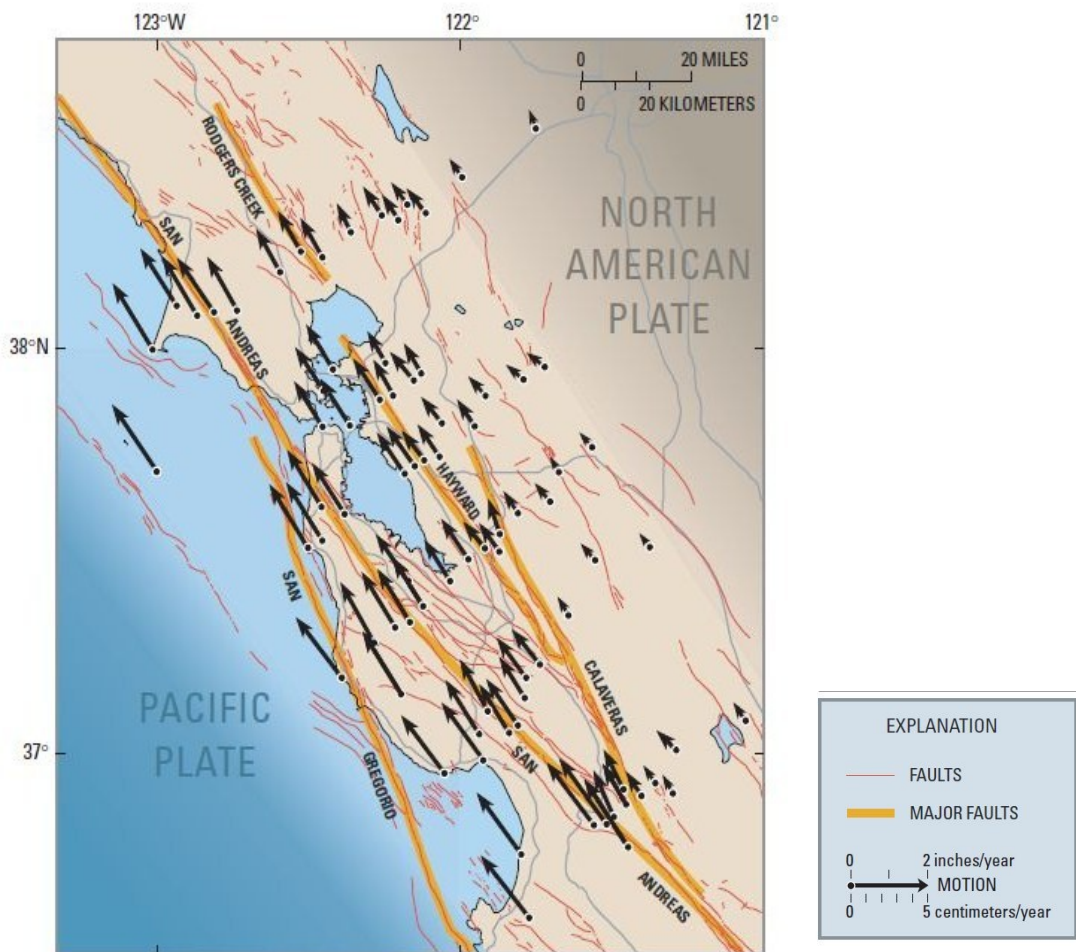 123°W 122° 121°
0 20 MILES
0 20 KILOMETERS
RODGERS CREEK
NORTH
AMERICAN
PLATE
SAN
ANDREAS
38°N
HAYWARD
SAN
GREGORIO
CALAVERAS
PACIFIC
PLATE
37°
SAN
ANDREAS
EXPLANATION
FAULTS
MAJOR FAULTS
0 2 inches/year
MOTION
0 5 centimeters/year